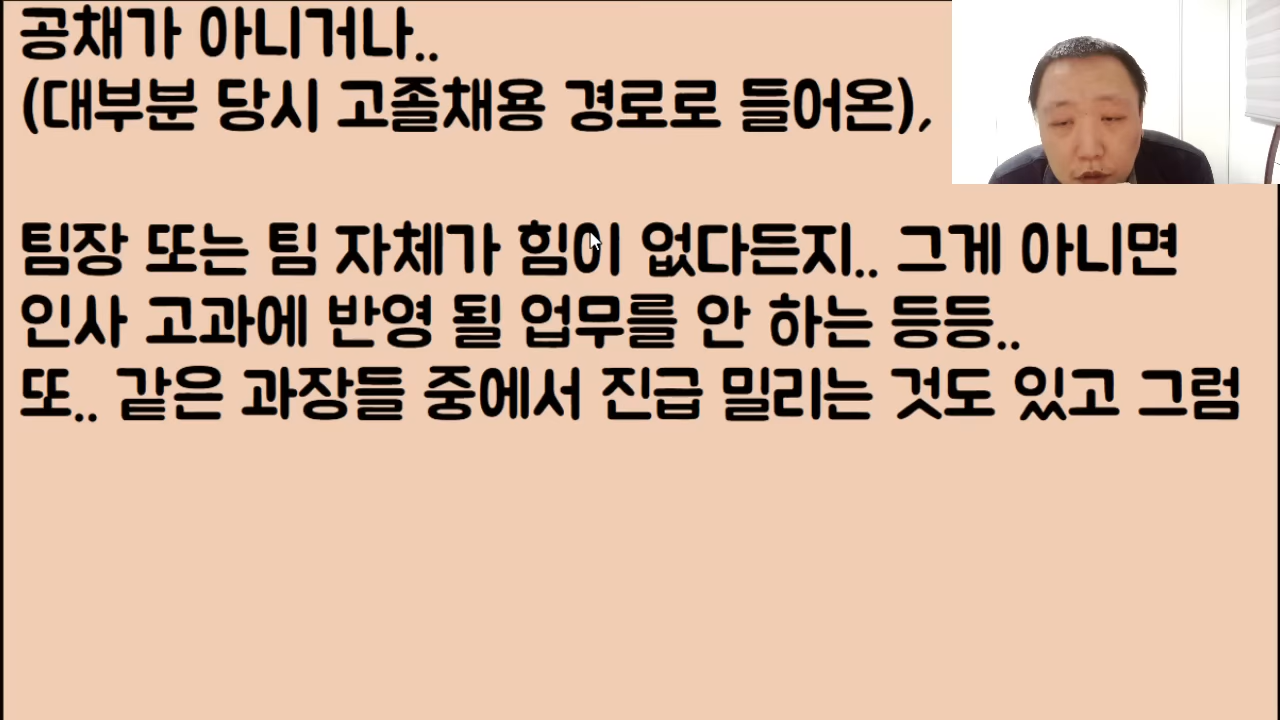 공채가 아니거나..
(대부분 당시 고졸채용 경로로 들어온),
팀장 또는 팀 자체가 힘이 없다든지.. 그게 아니면
인사 고과에 반영 될 업무를 안 하는 등등..
또.. 같은 과장들 중에서 진급 밀리는 것도 있고 그럼